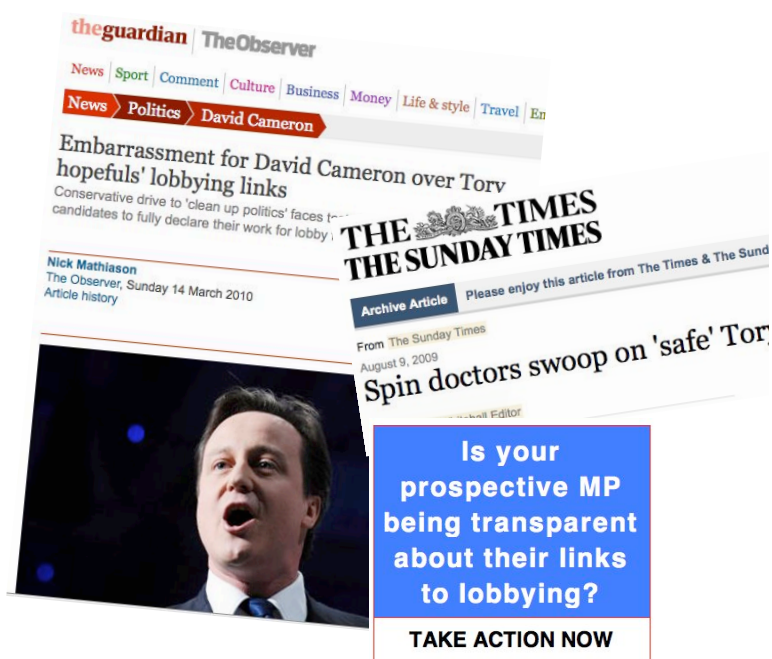 theguardian TheObserver
News Sport Comment Culture Business Money Life & style Travel En
News Politics David Cameron
Embarrassment for David Cameron over Tory
hopefuls' lobbying links
Conservative drive to 'clean up politics' faces
candidates to fully declare their work for lobby
Nick Mathiason
The Observer, Sunday 14 March 2010
Article history
THE TIMES
THE SUNDAY TIMES
Archive Article Please enjoy this article from The Times & The Sund
From The Sunday Times
August 9, 2009
Spin doctors swoop on 'safe' Tory
Editor
Is your
prospective MP
being transparent
about their links
to lobbying?
TAKE ACTION NOW